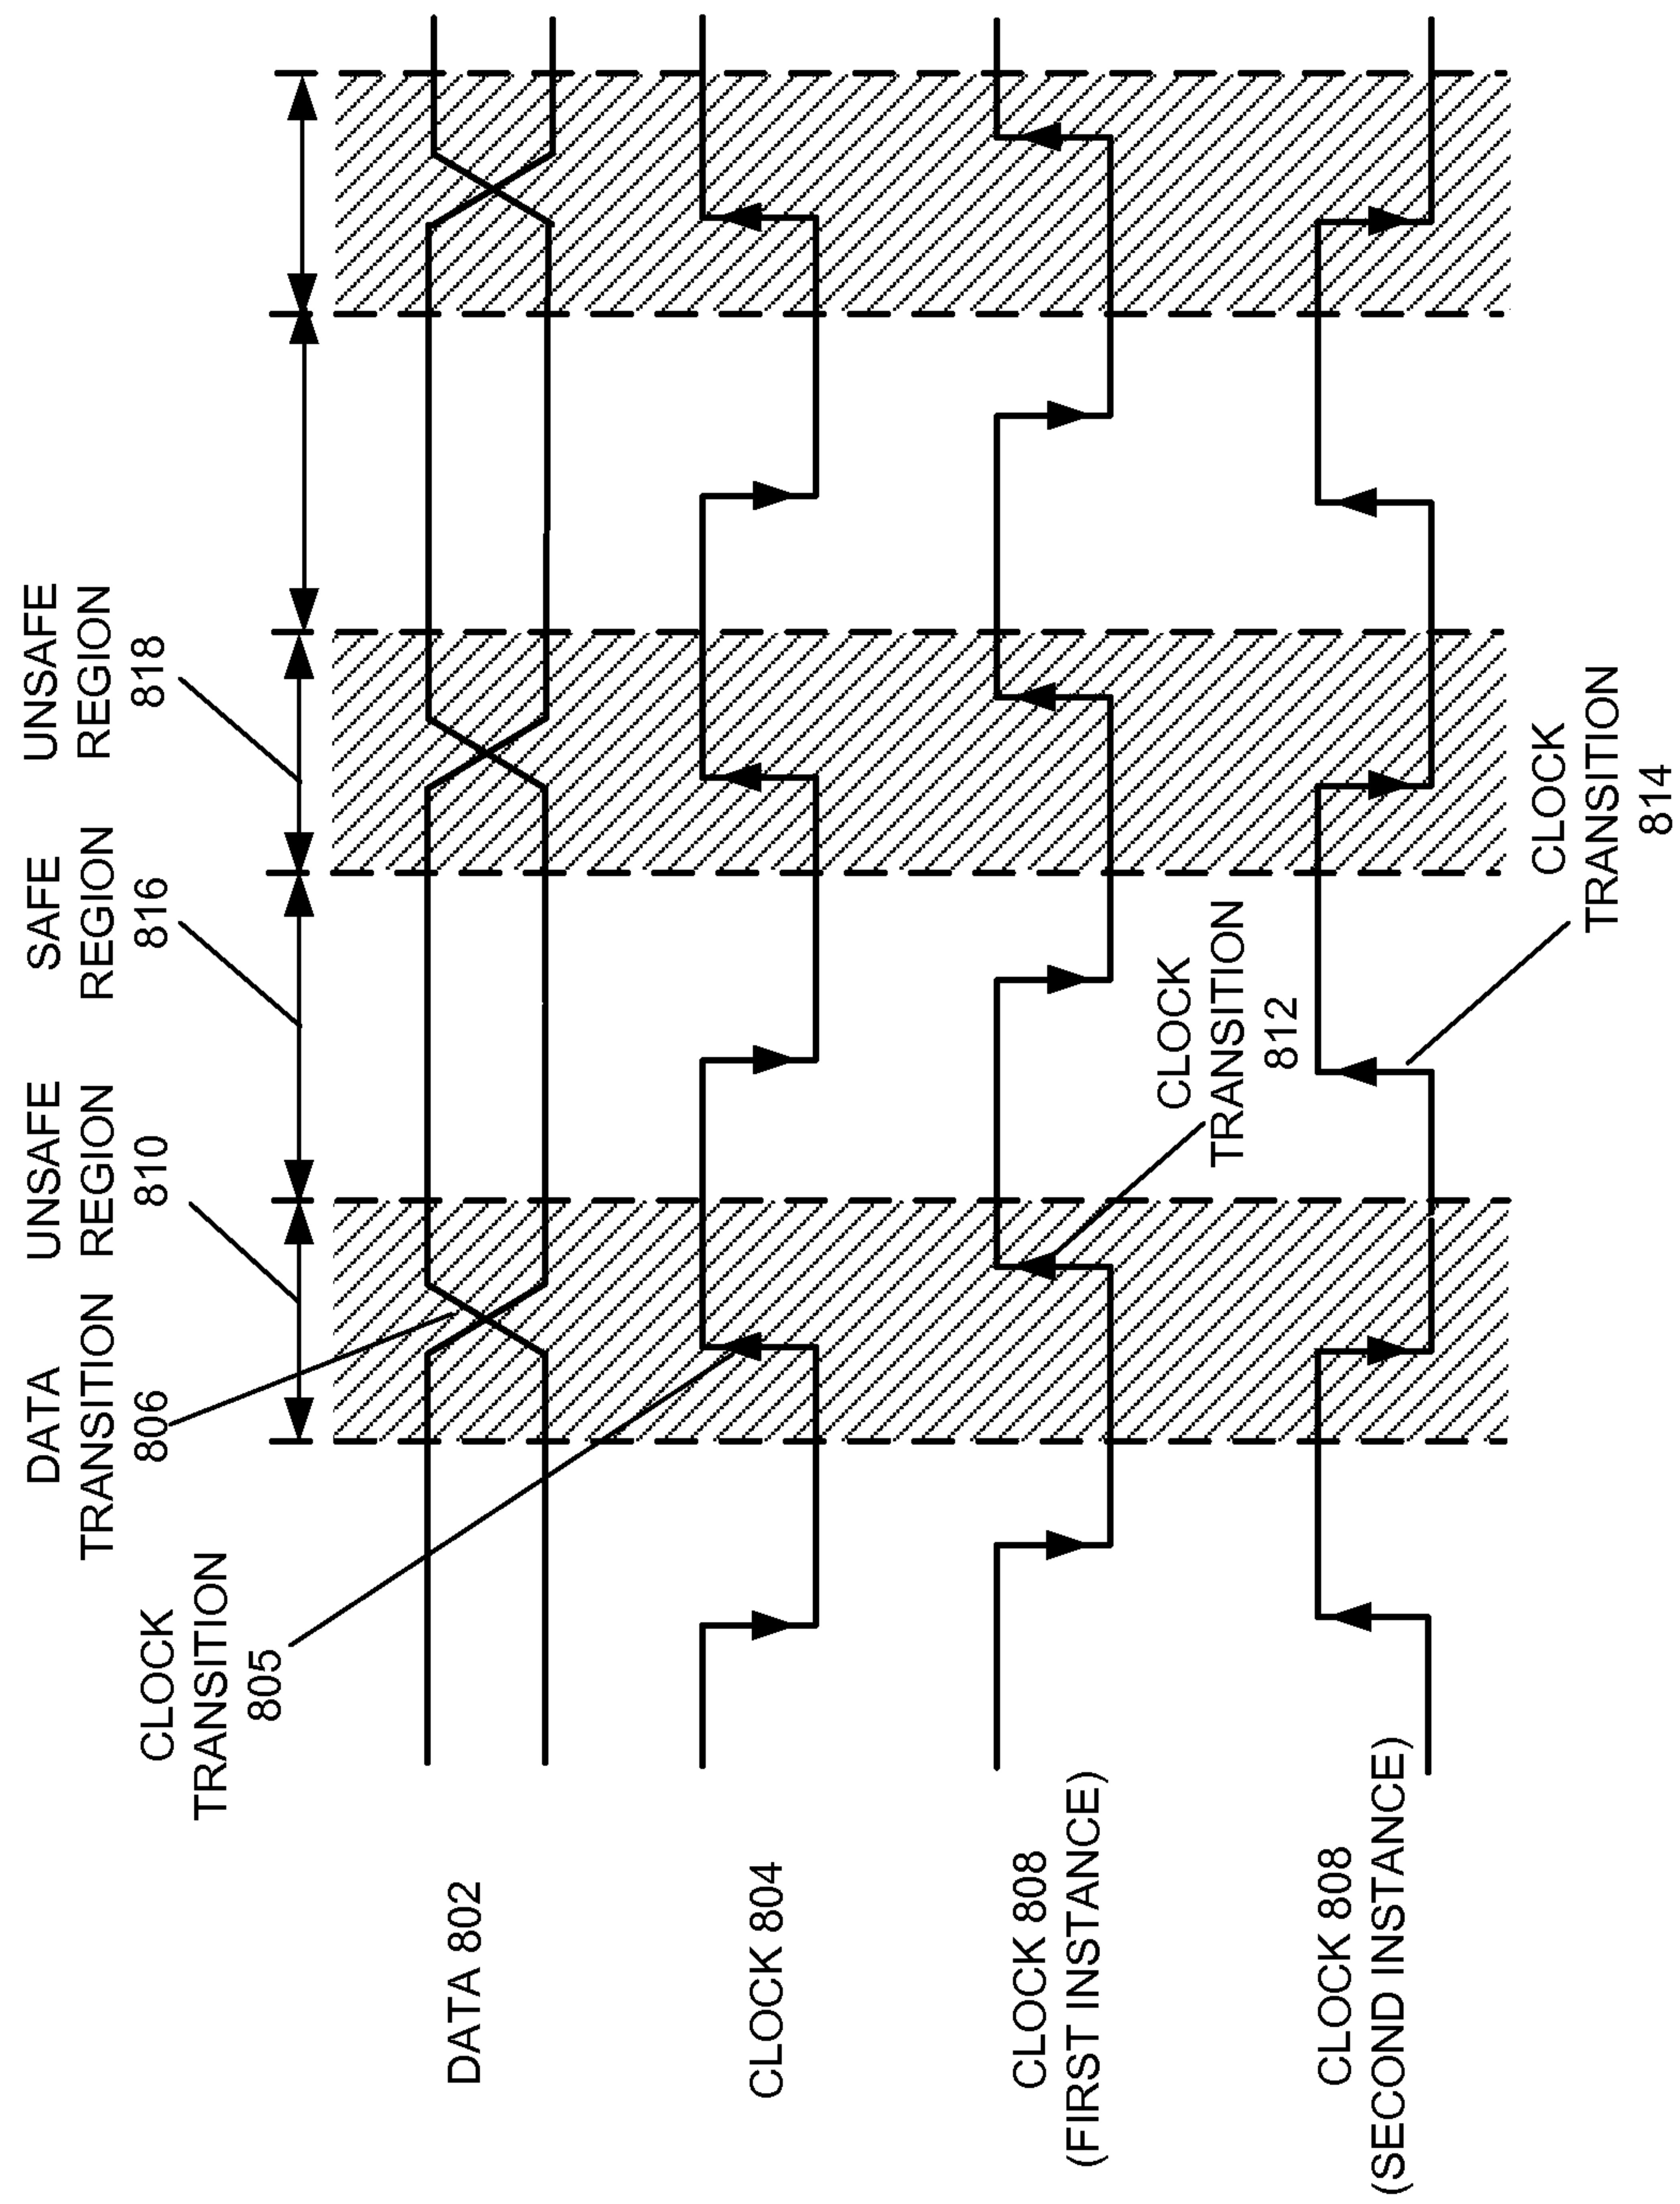 DATA
TRANSITION
806
UNSAFE
REGION
810
SAFE
REGION
816
UNSAFE
REGION
818
CLOCK
TRANSITION
805
DATA 802
CLOCK 804
CLOCK 808
(FIRST INSTANCE)
CLOCK
TRANSITION
812
CLOCK 808
(SECOND INSTANCE)
CLOCK
TRANSITION
814